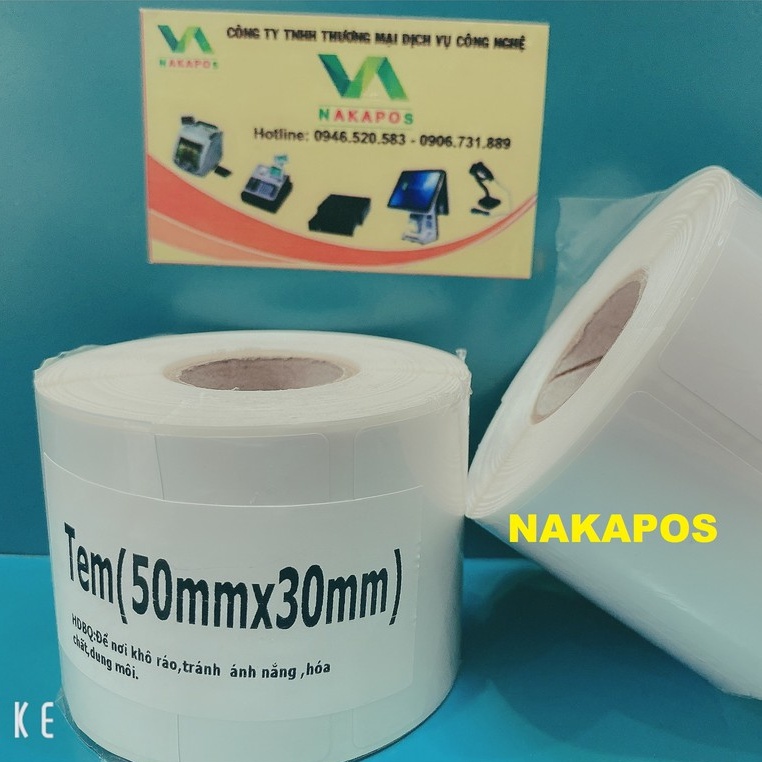 CÔNG TY TNHH THƯƠNG MẠI DỊCH VỤ CÔNG NGHỆ
NAKAPOS
NAKAPOS
Hotline: 0946.520.583 - 0906.731.889
NAKAPOS
Tem(50mmx30mm)
HDBQ:Để nơi khô ráo,tránh ánh nắng ,hóa
chất,dung môi.
KE